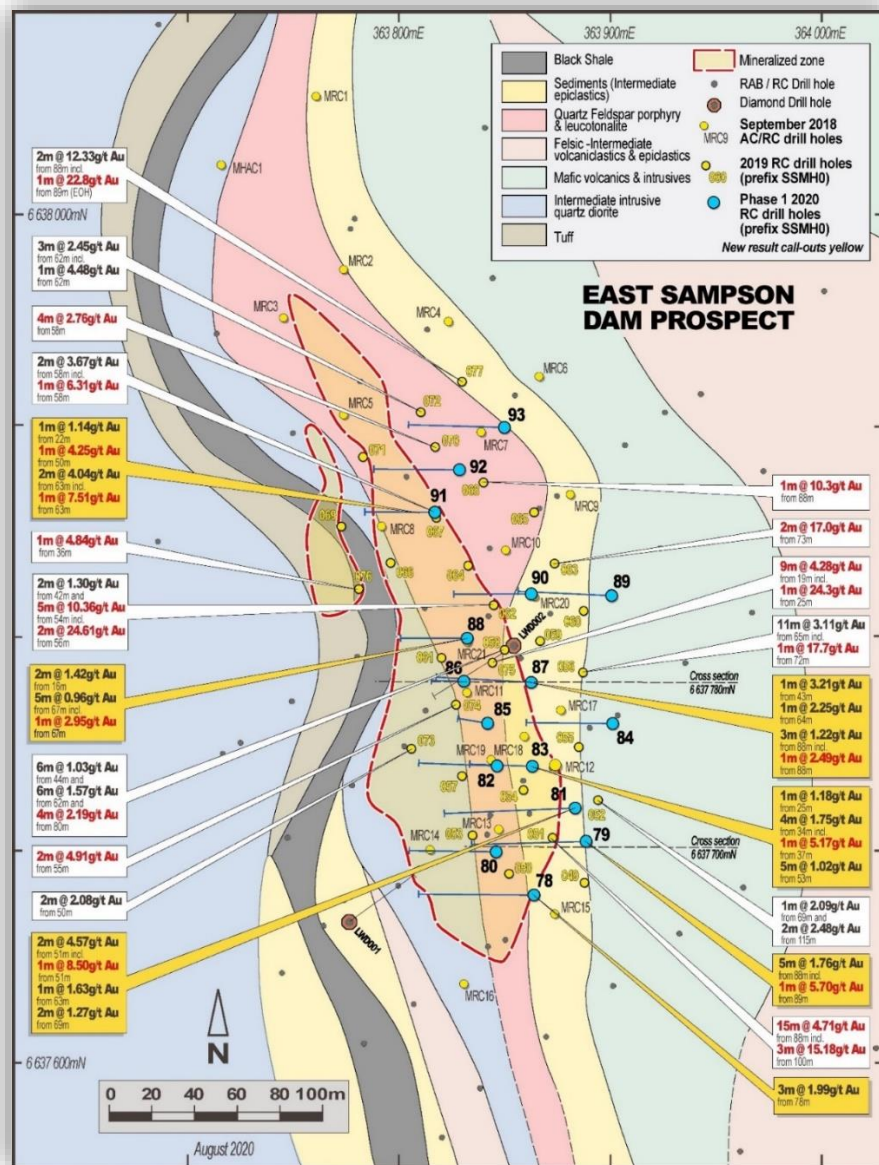 363 800mE
363 900mE
364 000mE
Black Shale
Sediments (Intermediate
epiclastics)
Quartz Feldspar porphyry
& leucotonalite
Felsic -Intermediate
volcaniclastics & epiclastics
Mafic volcanics & intrusives
Intermediate intrusive
quartz diorite
Tuff
Mineralized zone
RAB / RC Drill hole
Diamond Drill hole
MRC9
September 2018
AC/RC drill holes
2019 RC drill holes
(prefix SSMH0)
Phase 1 2020
RC drill holes
(prefix SSMH0)
New result call-outs yellow
EAST SAMPSON
DAM PROSPECT
6 638 000mN
6 637 600mN
2m @ 12.33g/t Au
from 88m incl.
1m @ 22.8g/t Au
from 89m (EOH)
3m @ 2.45g/t Au
from 62m incl.
1m @ 4.48g/t Au
from 62m
4m @ 2.76g/t Au
from 58m
2m @ 3.67g/t Au
from 58m incl.
1m @ 6.31g/t Au
from 58m
1m @ 1.14g/t Au
from 22m
1m @ 4.25g/t Au
from 50m
2m @ 4.04g/t Au
from 63m incl.
1m @ 7.51g/t Au
from 63m
1m @ 4.84g/t Au
from 36m
2m @ 1.30g/t Au
from 42m and
5m @ 10.36g/t Au
from 54m incl.
2m @ 24.61g/t Au
from 56m
2m @ 1.42g/t Au
from 16m
5m @ 0.96g/t Au
from 67m incl.
1m @ 2.95g/t Au
from 67m
6m @ 1.03g/t Au
from 44m and
6m @ 1.57g/t Au
from 62m and
4m @ 2.19g/t Au
from 80m
2m @ 4.91g/t Au
from 55m
2m @ 2.08g/t Au
from 50m
2m @ 4.57g/t Au
from 51m incl.
1m @ 8.50g/t Au
from 51m
1m @ 1.63g/t Au
from 63m
2m @ 1.27g/t Au
from 69m
1m @ 10.3g/t Au
from 68m
2m @ 17.0g/t Au
from 73m
9m @ 4.28g/t Au
from 19m incl.
1m @ 24.3g/t Au
from 25m
11m @ 3.11g/t Au
from 65m incl.
1m @ 17.7g/t Au
from 72m
1m @ 3.21g/t Au
from 43m
1m @ 2.25g/t Au
from 64m
3m @ 1.22g/t Au
from 88m incl.
1m @ 2.49g/t Au
from 88m
1m @ 1.18g/t Au
from 25m
4m @ 1.75g/t Au
from 34m incl.
1m @ 5.17g/t Au
from 37m
5m @ 1.02g/t Au
from 53m
1m @ 2.09g/t Au
from 69m and
2m @ 2.48g/t Au
from 115m
5m @ 1.76g/t Au
from 88m incl.
1m @ 5.70g/t Au
from 89m
15m @ 4.71g/t Au
from 88m incl.
3m @ 15.18g/t Au
from 100m
3m @ 1.99g/t Au
from 78m
MRC1
MHAC1
MRC2
MRC3
MRC4
MRC6
077
072
MRC5
93
MRC7
071
92
MRC9
91
MRC8
MRC10
90
89
MRC20
LWD002
88
MRC21
075
86
87
MRC11
074
Cross section
6 637 780mN
MRC17
85
84
073
MRC19
MRC18
83
MRC12
82
057
81
MRC13
MRC14
79
Cross section
6 637 700mN
80
78
049
MRC15
LWD001
MRC16
N
0 20 40 60 80 100m
August 2020